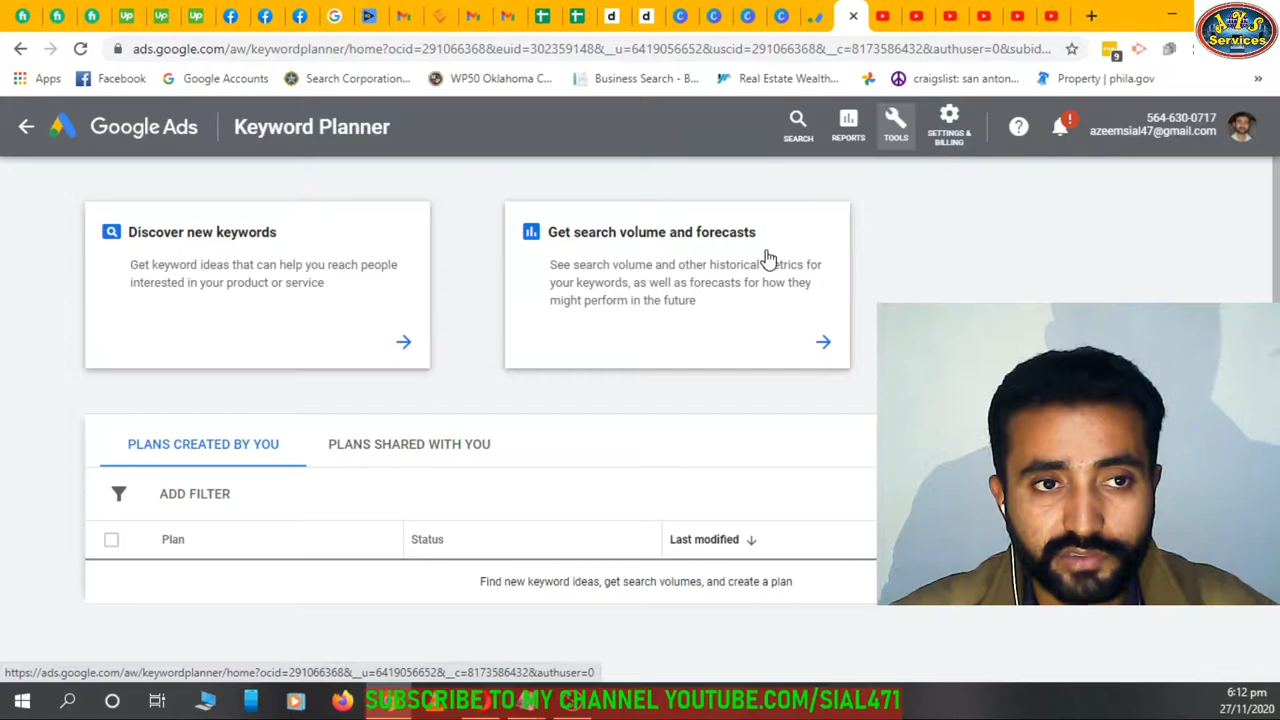 AYS
Services
ads.google.com/aw/keywordplanner/home?ocid=291066368&euid=302359148&__u=6419056652&uscid=291066368&__c=8173586432&authuser=0&subid...
9
Apps
Facebook
Google Accounts
Search Corporation...
WP50 Oklahoma C...
Business Search - B...
Real Estate Wealth...
craigslist: san anton...
Property | phila.gov
»
Google Ads
Keyword Planner
SEARCH
REPORTS
TOOLS
SETTINGS &
BILLING
564-630-0717
azeemsial47@gmail.com
Discover new keywords
Get keyword ideas that can help you reach people
interested in your product or service
Get search volume and forecasts
See search volume and other historical metrics for
your keywords, as well as forecasts for how they
might perform in the future
PLANS CREATED BY YOU
PLANS SHARED WITH YOU
ADD FILTER
Plan
Status
Last modified
Find new keyword ideas, get search volumes, and create a plan
https://ads.google.com/aw/keywordplanner/home?ocid=291066368&__u=6419056652&__c=8173586432&authuser=0
SUBSCRIBE TO MY CHANNEL YOUTUBE.COM/SIAL471
6:12 pm
27/11/2020